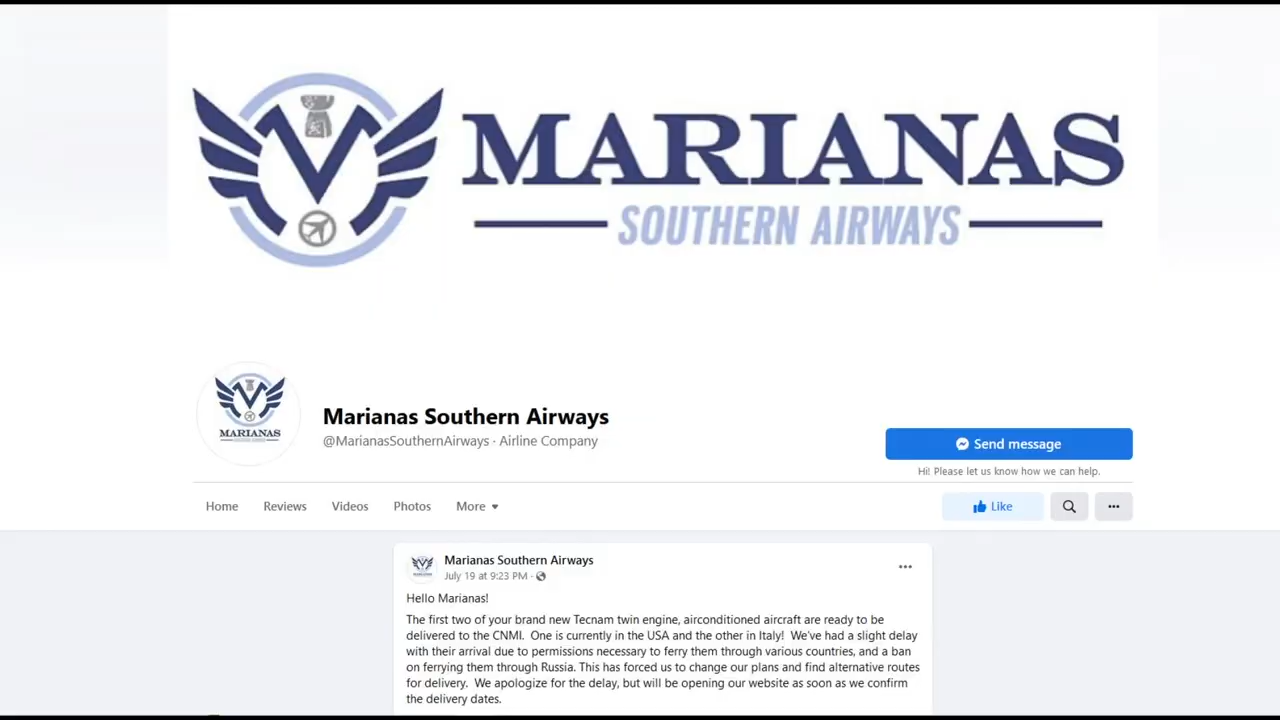 MARIANAS
SOUTHERN AIRWAYS
MARIANAS
Marianas Southern Airways
@MarianasSouthernAirways · Airline Company
Send message
Hi! Please let us know how we can help.
Home Reviews Videos Photos More
Like
Marianas Southern Airways
July 19 at 9:23 PM ·
Hello Marianas!
The first two of your brand new Tecnam twin engine, airconditioned aircraft are ready to be
delivered to the CNMI. One is currently in the USA and the other in Italy! We've had a slight delay
with their arrival due to permissions necessary to ferry them through various countries, and a ban
on ferrying them through Russia. This has forced us to change our plans and find alternative routes
for delivery. We apologize for the delay, but will be opening our website as soon as we confirm
the delivery dates.